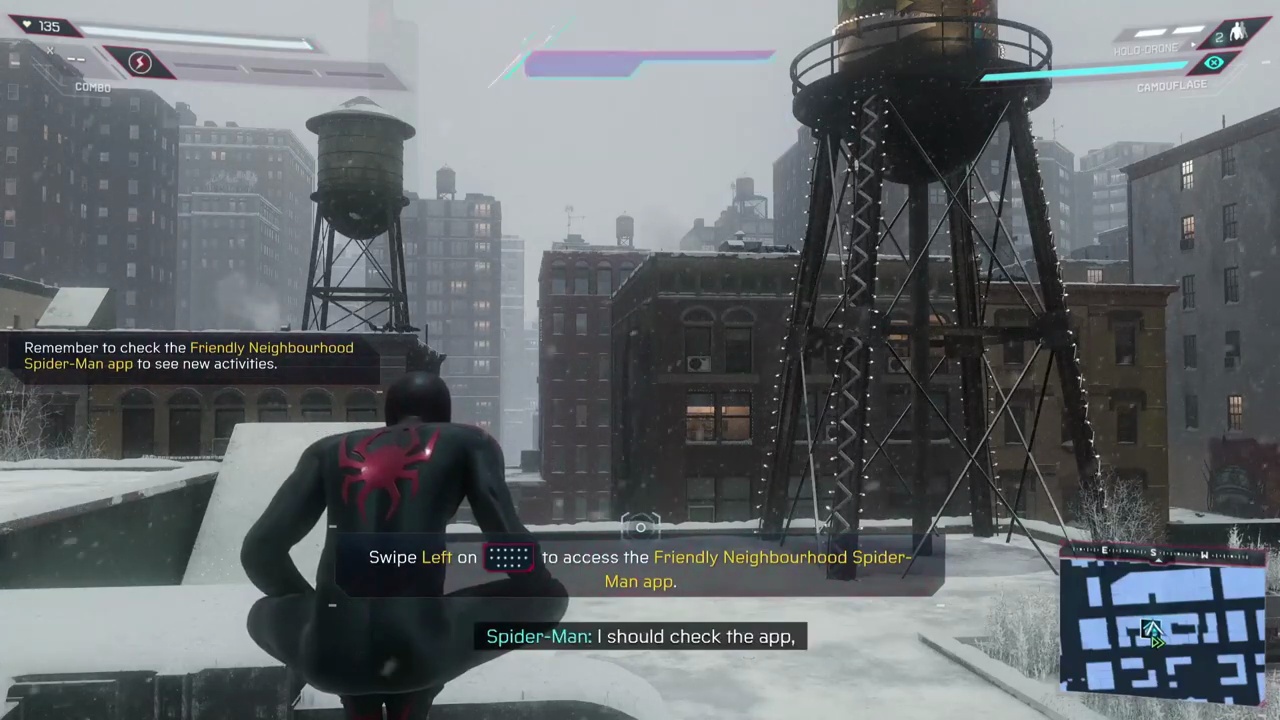 135
X --
COMBO
2
HOLO-DRONE
CAMOUFLAGE
Remember to check the Friendly Neighbourhood
Spider-Man app to see new activities.
Swipe Left on to access the Friendly Neighbourhood Spider-
Man app.
Spider-Man: I should check the app,
E S W